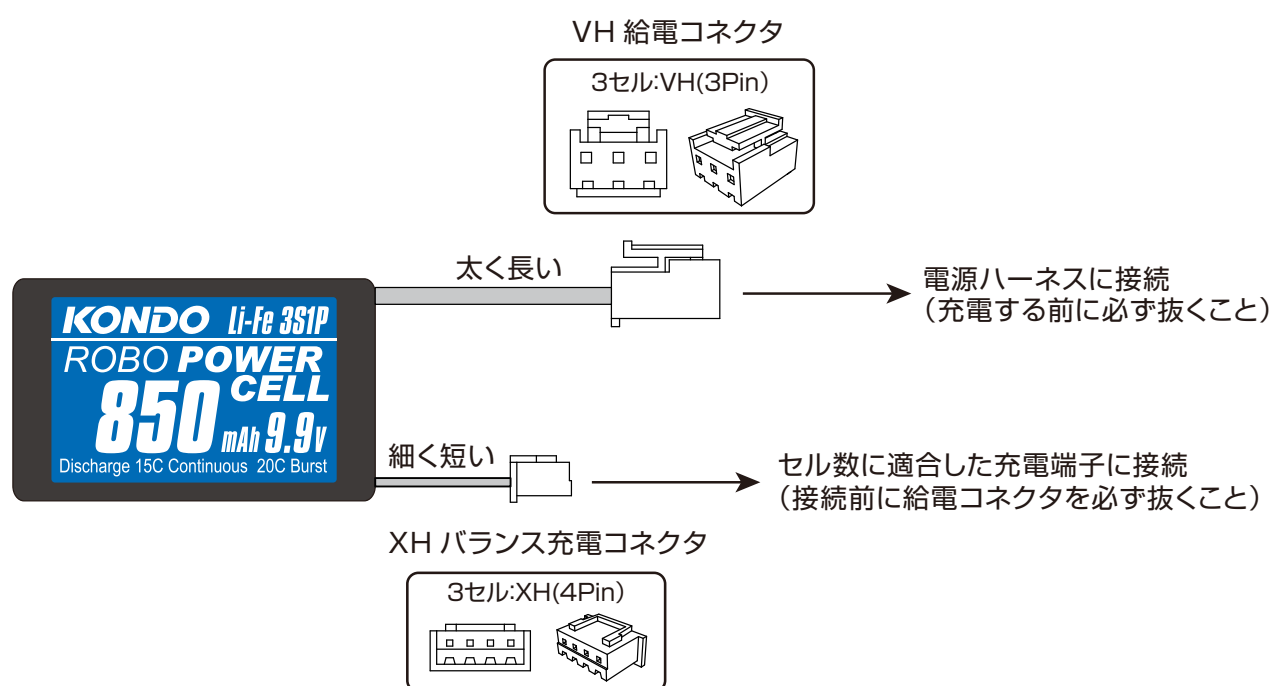 VH 給電コネクタ
3セル:VH(3Pin)
太く長い
電源ハーネスに接続
(充電する前に必ず抜くこと)
KONDO Li-Fe 3S1P
ROBO POWER
CELL
850 mAh 9.9V
Discharge 15C Continuous 20C Burst
細く短い
セル数に適合した充電端子に接続
(接続前に給電コネクタを必ず抜くこと)
XH バランス充電コネクタ
3セル:XH(4Pin)